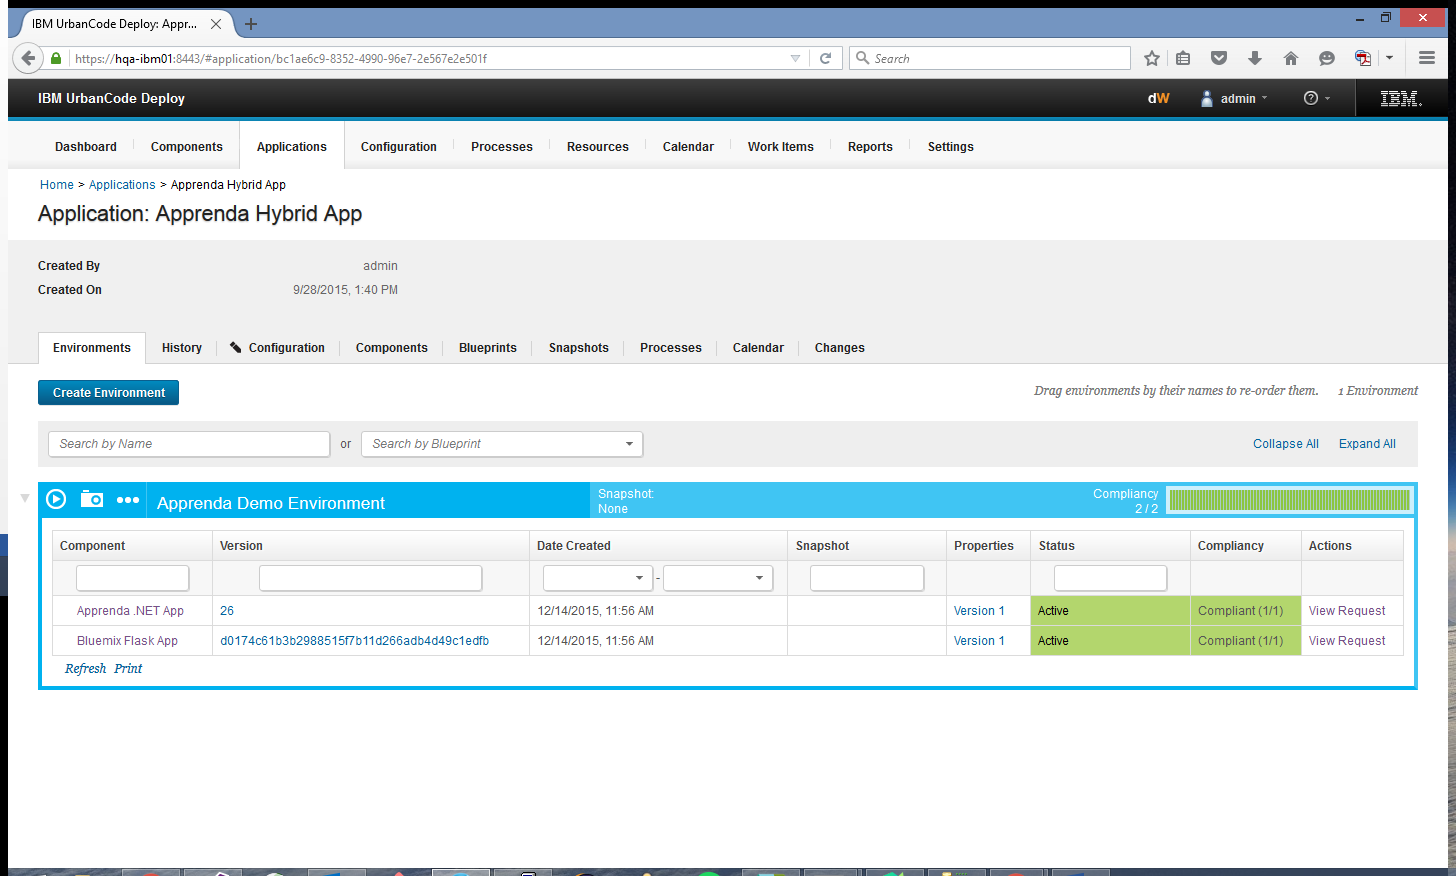 IBM UrbanCode Deploy: Appr...
https://hqa-ibm01:8443/#application/bc1ae6c9-8352-4990-96e7-2e567e2e501f
Search
IBM UrbanCode Deploy
dW
admin
IBM
Dashboard Components Applications Configuration Processes Resources Calendar Work Items Reports Settings
Home > Applications > Apprenda Hybrid App
Application: Apprenda Hybrid App
Created By admin
Created On 9/28/2015, 1:40 PM
Environments History Configuration Components Blueprints Snapshots Processes Calendar Changes
Create Environment
Drag environments by their names to re-order them. 1 Environment
Search by Name or Search by Blueprint Collapse All Expand All
Apprenda Demo Environment
Snapshot:
None
Compliancy
2 / 2
Component Version Date Created Snapshot Properties Status Compliancy Actions
-
Apprenda .NET App 26 12/14/2015, 11:56 AM Version 1 Active Compliant (1/1) View Request
Bluemix Flask App d0174c61b3b2988515f7b11d266adb4d49c1edfb 12/14/2015, 11:56 AM Version 1 Active Compliant (1/1) View Request
Refresh Print